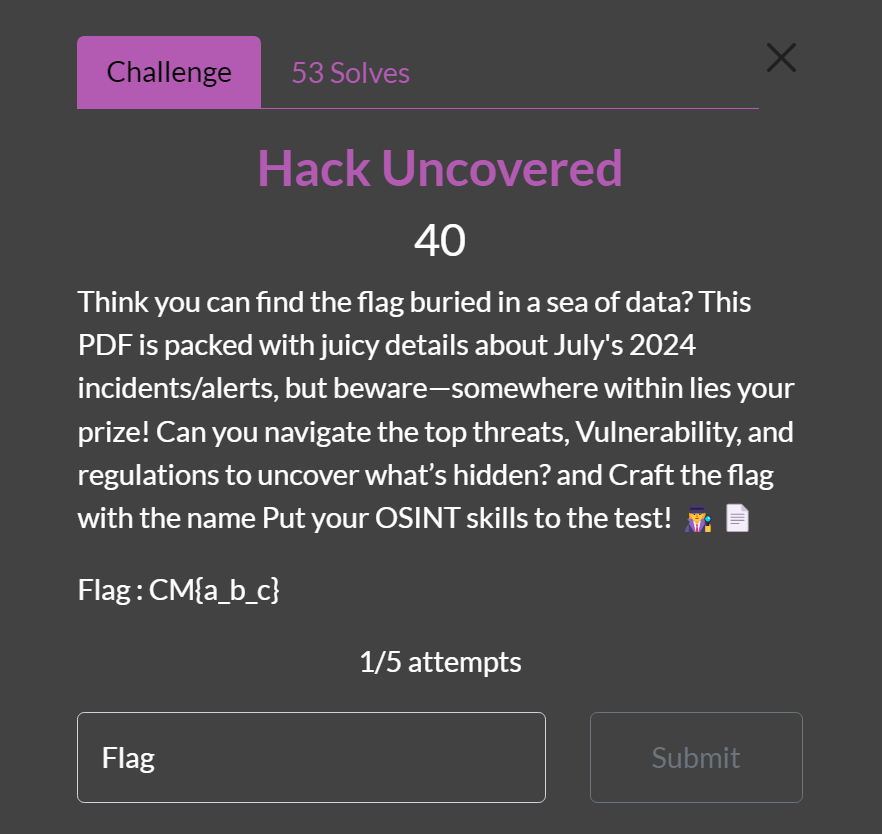 Challenge
53 Solves
Hack Uncovered
40
Think you can find the flag buried in a sea of data? This
PDF is packed with juicy details about July's 2024
incidents/alerts, but beware—somewhere within lies your
prize! Can you navigate the top threats, Vulnerability, and
regulations to uncover what’s hidden? and Craft the flag
with the name Put your OSINT skills to the test! 🕵️‍♂️ 📄
Flag : CM{a_b_c}
1/5 attempts
Flag
Submit